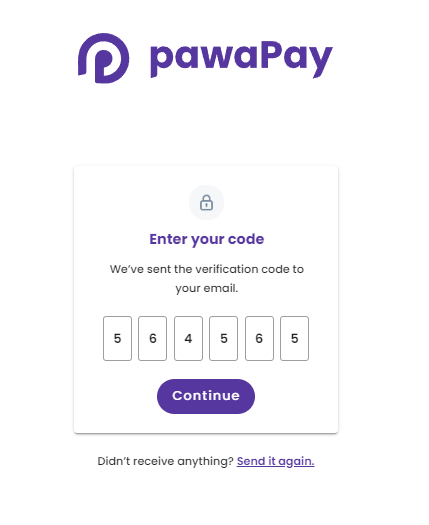 pawaPay
Enter your code
We've sent the verification code to
your email.
5 6 4 5 6 5
Continue
Didn't receive anything? Send it again.